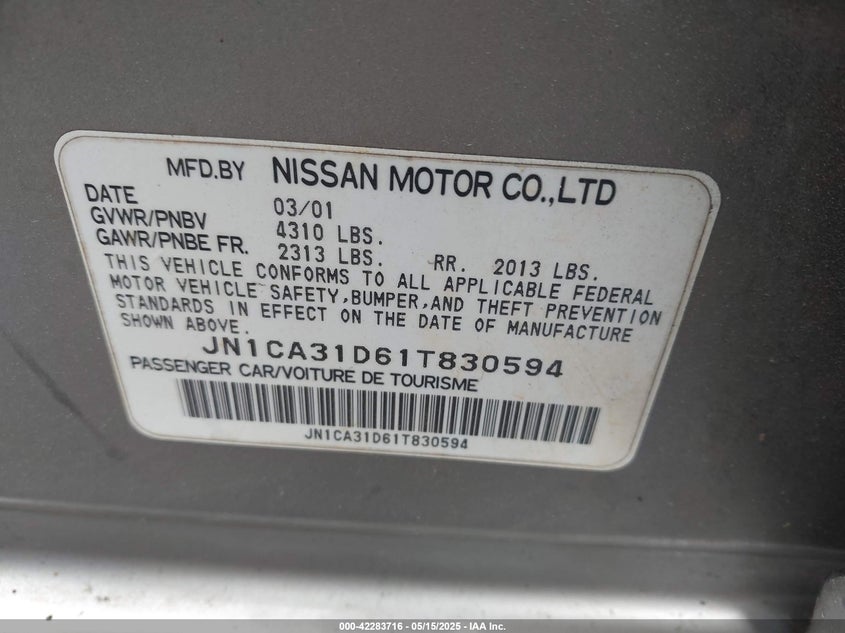 MFD.BY NISSAN MOTOR CO.,LTD
DATE 03/01
GVWR/PNBV 4310 LBS.
GAWR/PNBE FR. 2313 LBS. RR. 2013 LBS.
THIS VEHICLE CONFORMS TO ALL APPLICABLE FEDERAL
MOTOR VEHICLE SAFETY,BUMPER,AND THEFT PREVENTION
STANDARDS IN EFFECT ON THE DATE OF MANUFACTURE
SHOWN ABOVE.
JN1CA31D61T830594
PASSENGER CAR/VOITURE DE TOURISME
JN1CA31D61T830594
000-42283716 - 05/15/2025 - IAA Inc.